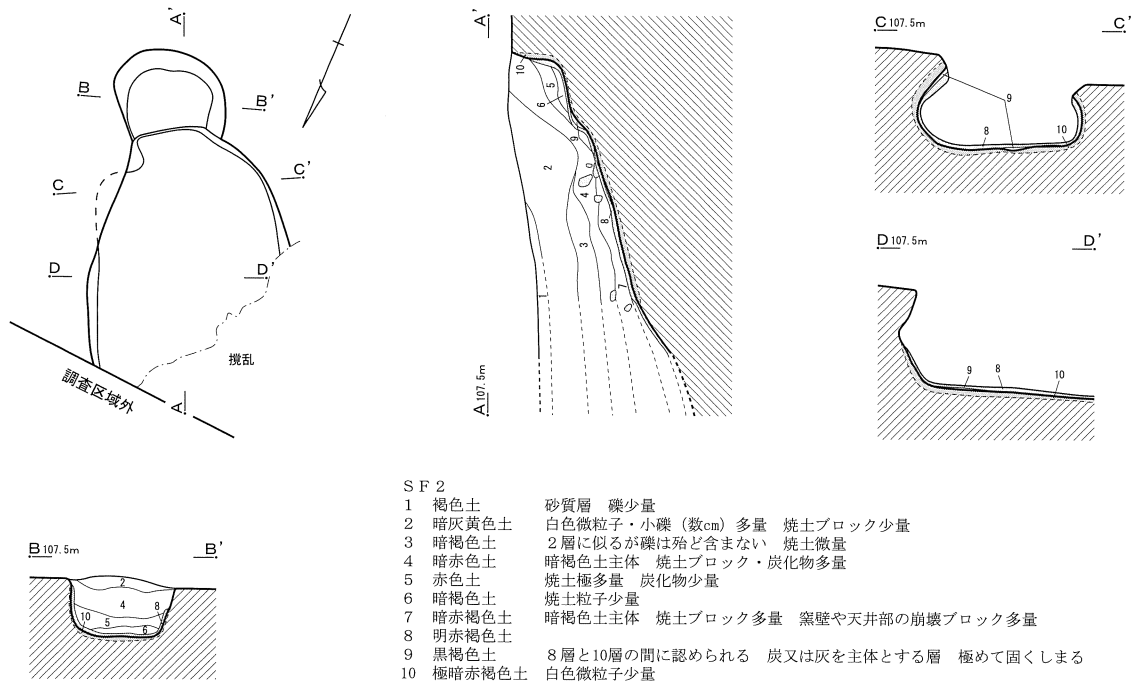 A'
B
B'
C
C'
D
D'
撹乱
調査区域外
A
A'
10
5
6
9
2
0
4
8
3
7
1
A 107.5m
C 107.5m
C'
9
8
10
D 107.5m
D'
9
8
10
B 107.5m
B'
2
4
8
10
5
6
SF2
1 褐色土 砂質層 礫少量
2 暗灰黄色土 白色微粒子・小礫(数cm)多量 焼土ブロック少量
3 暗褐色土 2層に似るが礫は殆ど含まない 焼土微量
4 暗赤色土 暗褐色土主体 焼土ブロック・炭化物多量
5 赤色土 焼土極多量 炭化物少量
6 暗褐色土 焼土粒子少量
7 暗赤褐色土 暗褐色土主体 焼土ブロック多量 窯壁や天井部の崩壊ブロック多量
8 明赤褐色土
9 黒褐色土 8層と10層の間に認められる 炭又は灰を主体とする層 極めて固くしまる
10 極暗赤褐色土 白色微粒子少量